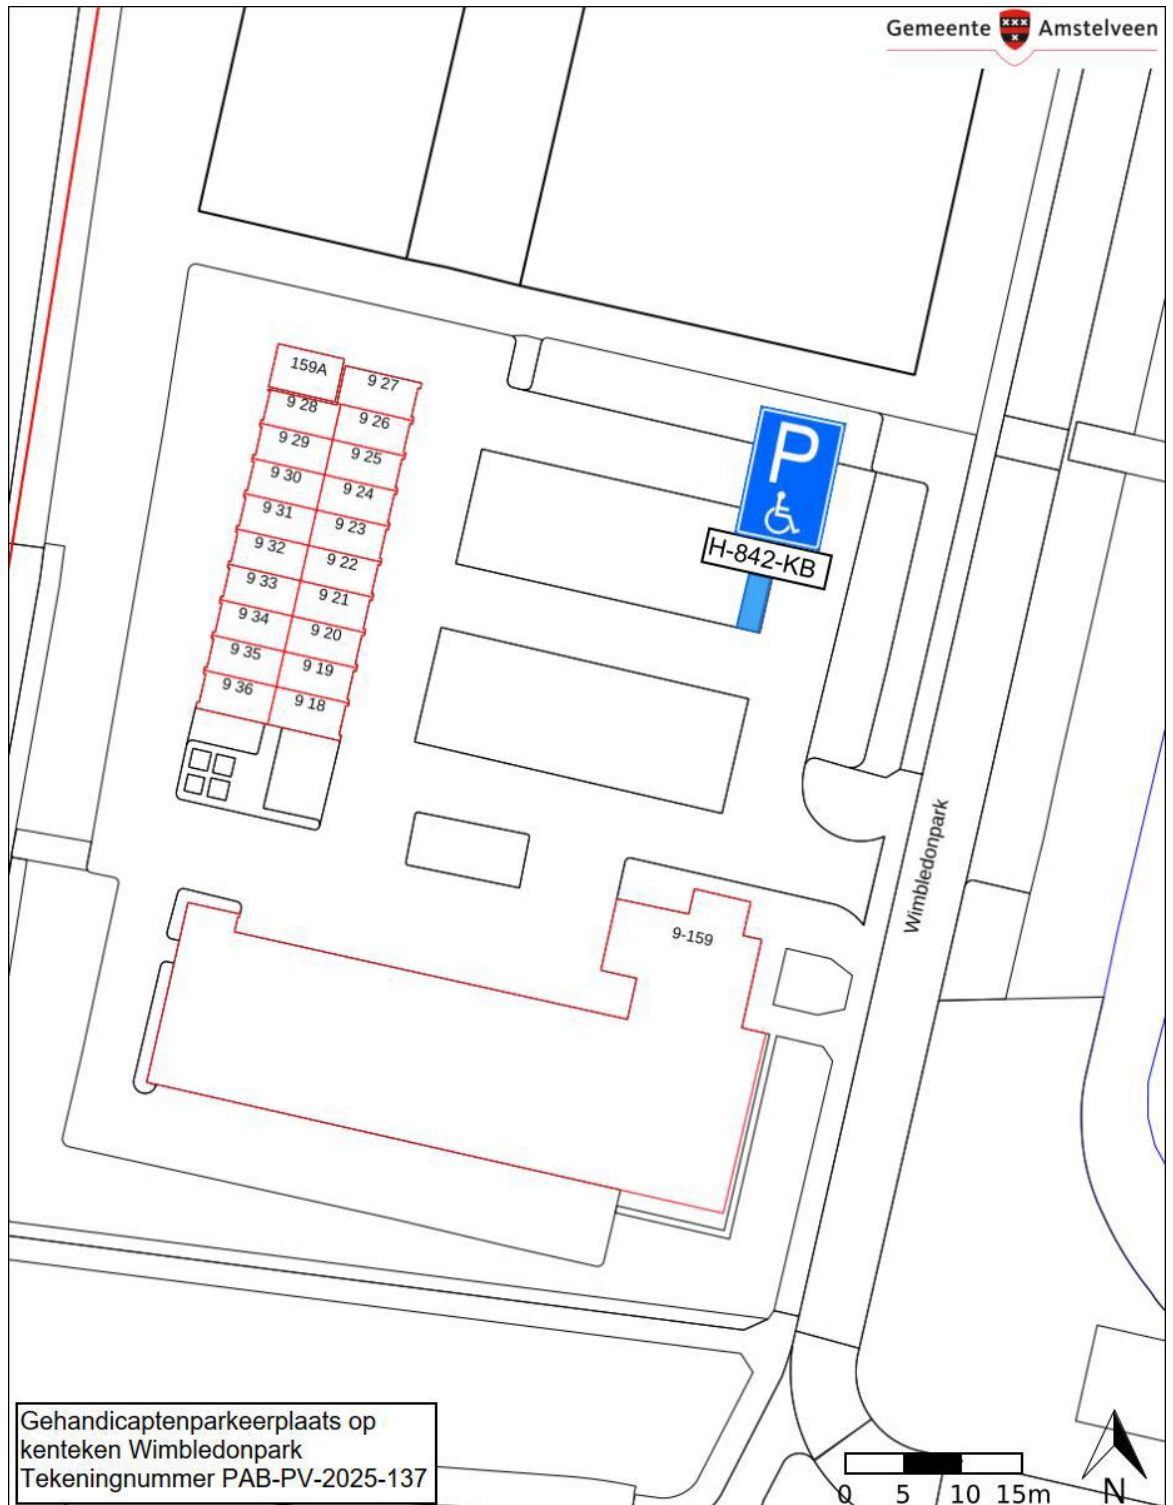 Gemeente Amstelveen
159A
9 27
9 28
9 26
9 29
9 25
9 30
9 24
9 31
9 23
9 32
9 22
9 33
9 21
9 34
9 20
9 35
9 19
9 36
9 18
P
H-842-KB
Wimbledonpark
9-159
Gehandicaptenparkeerplaats op
kenteken Wimbledonpark
Tekeningnummer PAB-PV-2025-137
0 5 10 15m
N